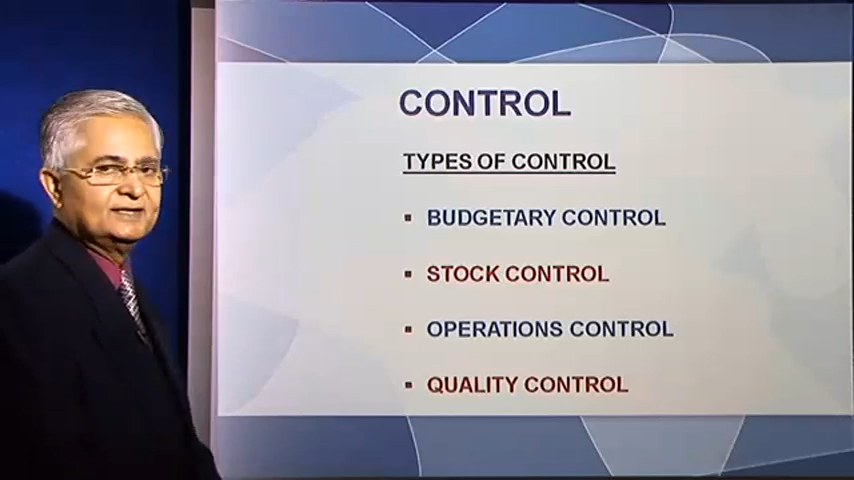 CONTROL
TYPES OF CONTROL
▪ BUDGETARY CONTROL
▪ STOCK CONTROL
▪ OPERATIONS CONTROL
▪ QUALITY CONTROL